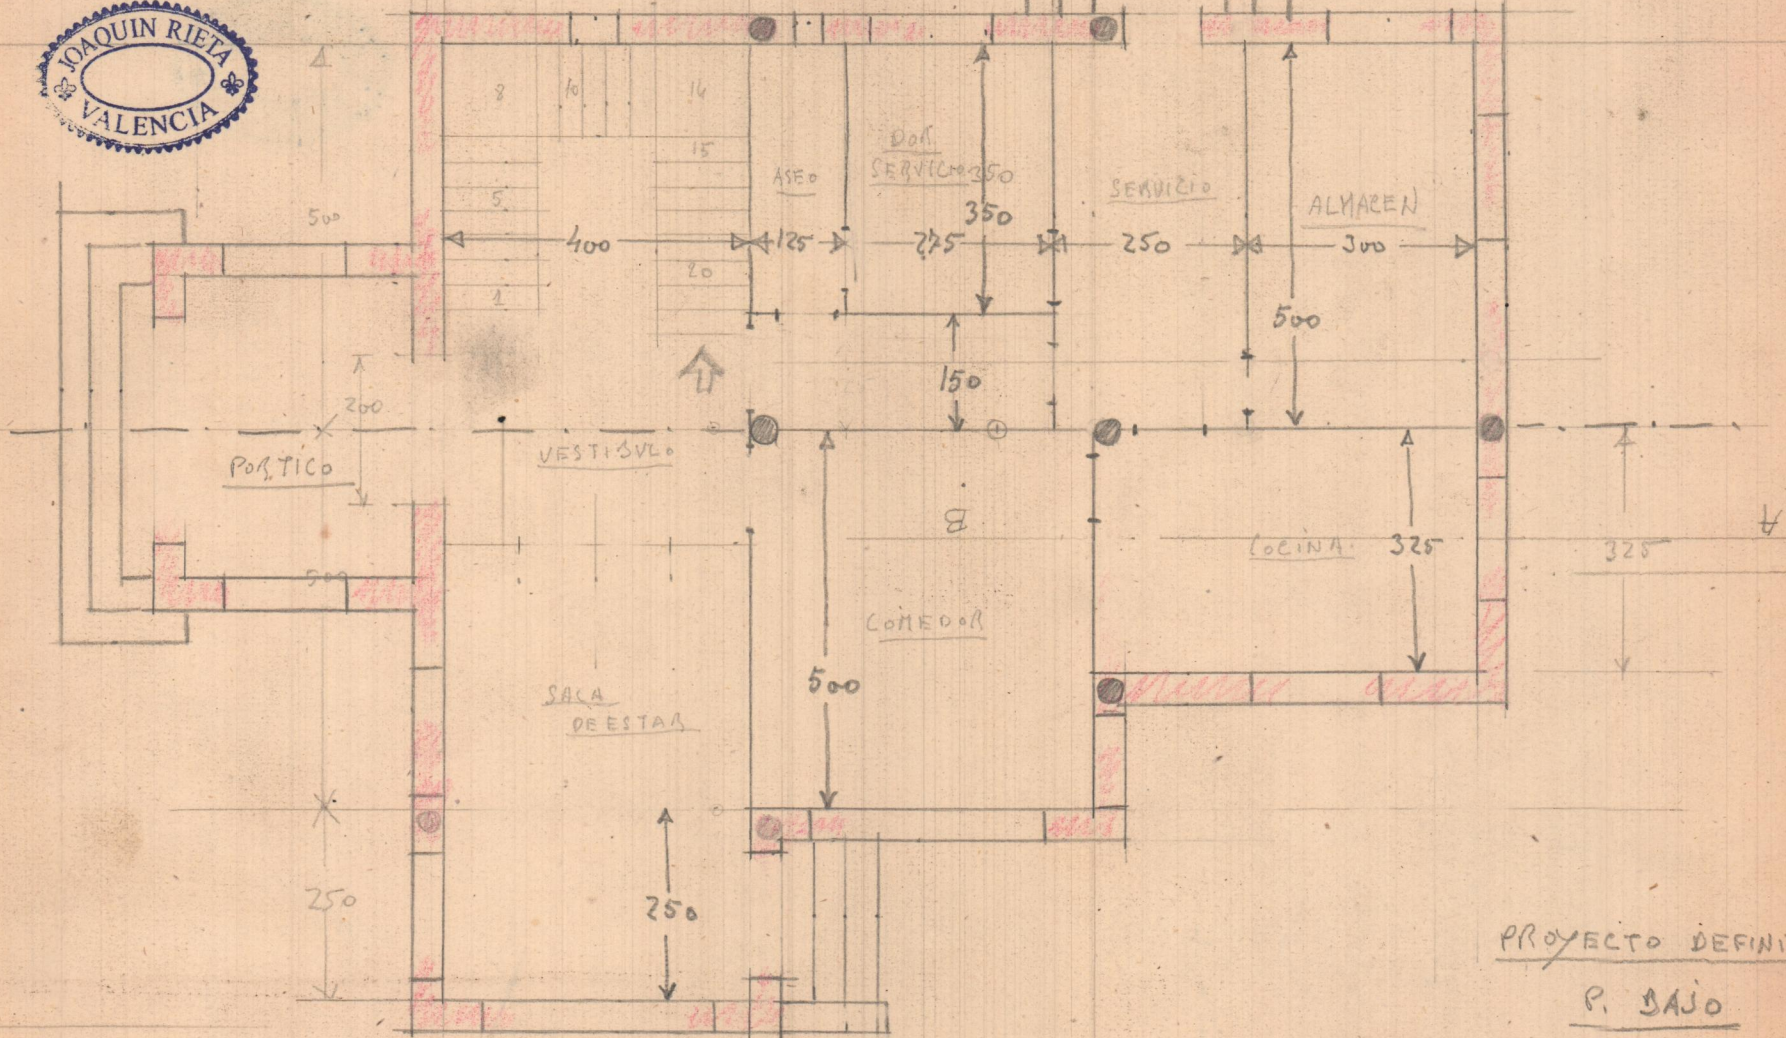 JOAQUIN RIETA
VALENCIA
8
10
14
15
5
20
1
ASEO
DOR
SERVICIO
350
350
SERVICIO
ALMACEN
500
400
125
275
250
300
500
150
200
PORTICO
VESTIBULO
B
A
COCINA
325
325
500
COMEDOR
500
SALA
DE ESTAR
250
250
PROYECTO DEFINI
P. BAJO